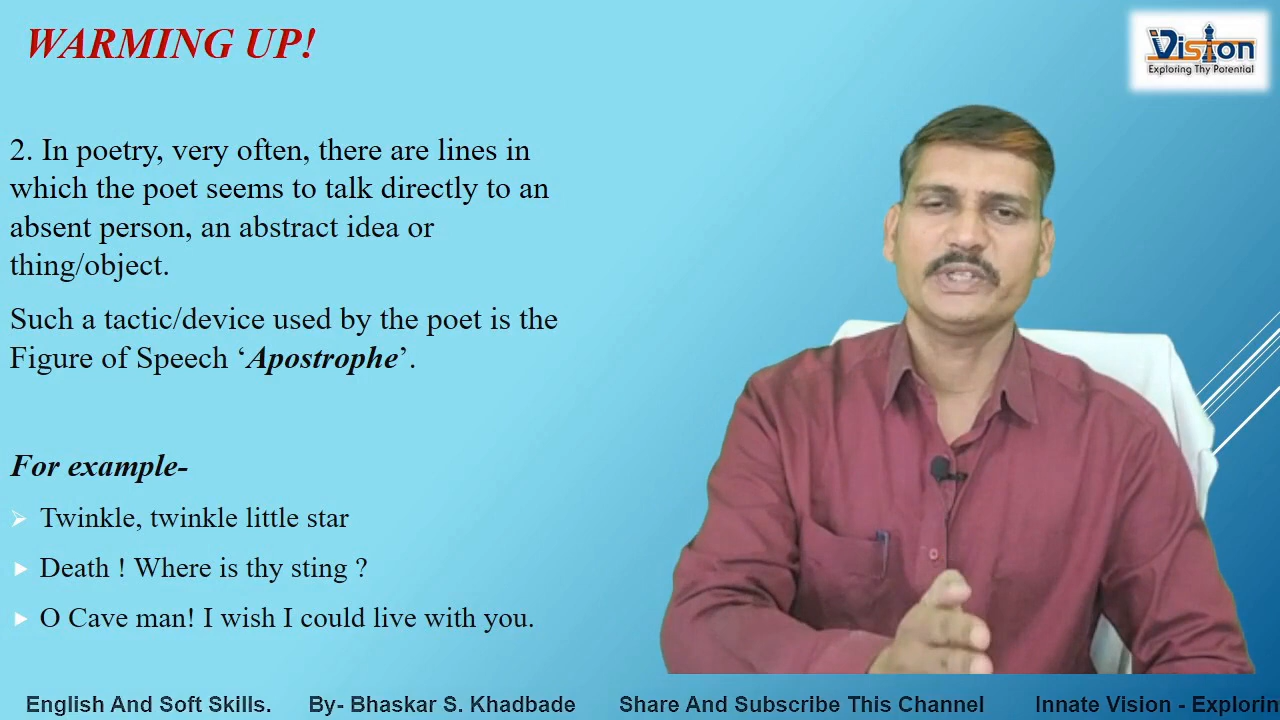 WARMING UP!
Vision
Exploring Thy Potential
2. In poetry, very often, there are lines in
which the poet seems to talk directly to an
absent person, an abstract idea or
thing/object.
Such a tactic/device used by the poet is the
Figure of Speech ‘Apostrophe’.
For example-
Twinkle, twinkle little star
Death ! Where is thy sting ?
O Cave man! I wish I could live with you.
English And Soft Skills. By- Bhaskar S. Khadbade Share And Subscribe This Channel Innate Vision - Explorin